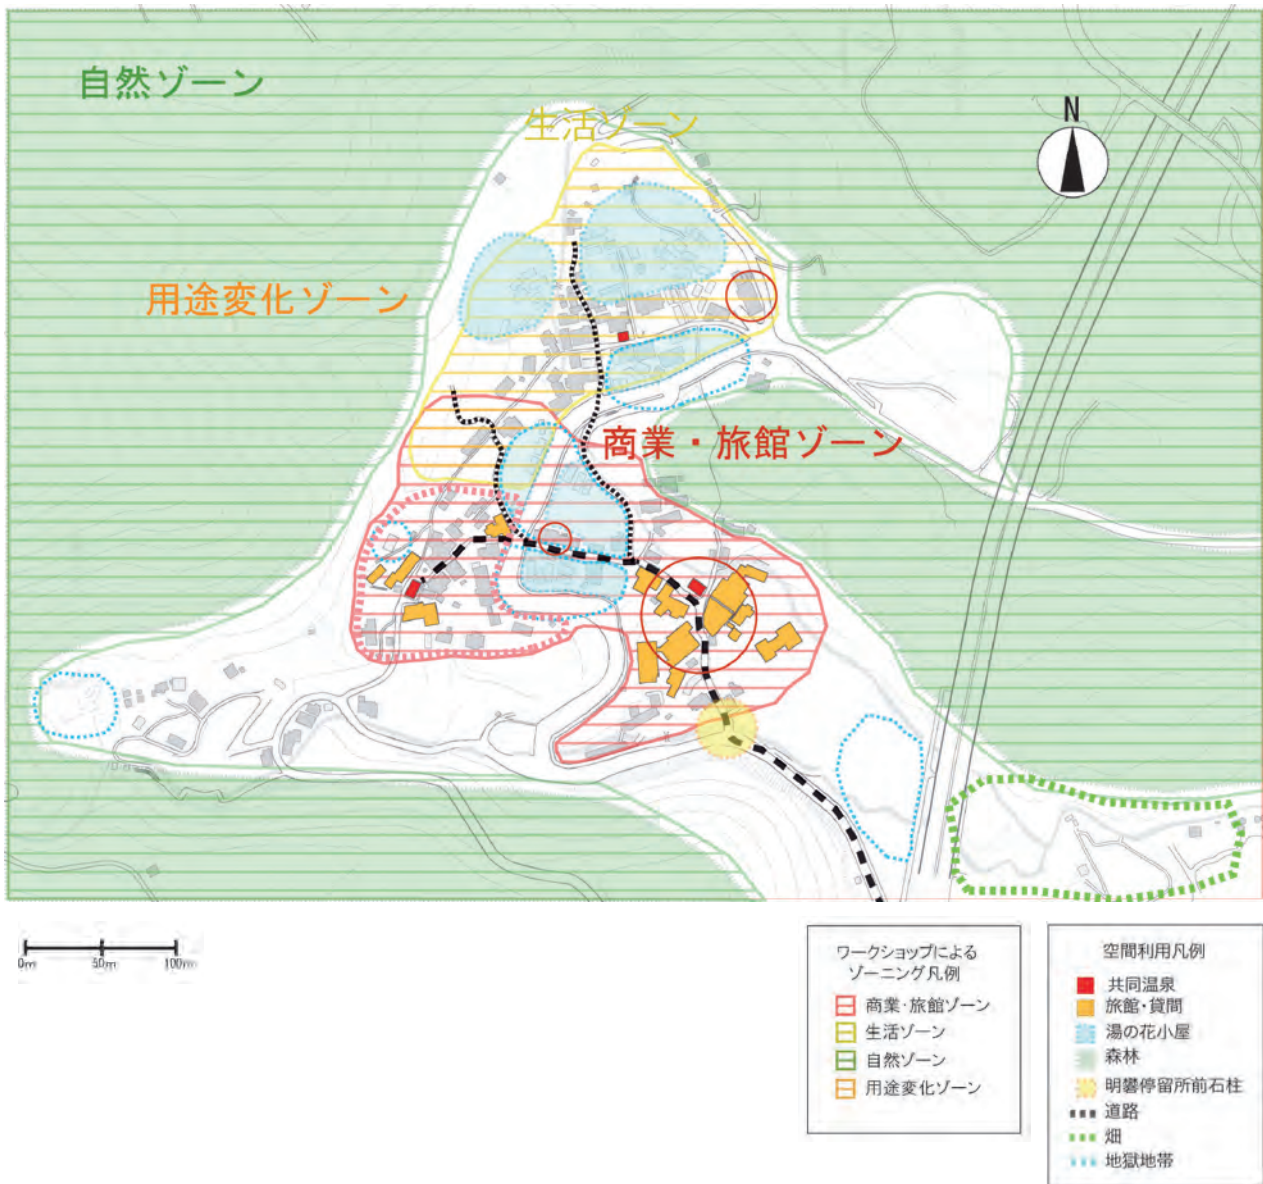 自然ゾーン
生活ゾーン
N
用途変化ゾーン
商業・旅館ゾーン
0m 50m 100m
ワークショップによる
ゾーニング凡例
商業・旅館ゾーン
生活ゾーン
自然ゾーン
用途変化ゾーン
空間利用凡例
共同温泉
旅館・貸間
湯の花小屋
森林
明礬停留所前石柱
道路
畑
地獄地帯